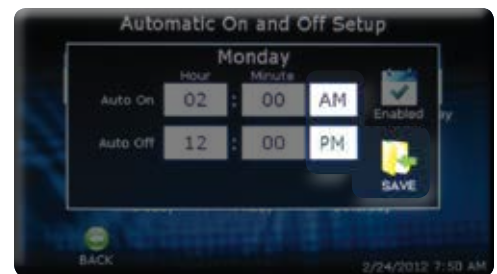 Automatic On and Off Setup
Monday
Hour Minute
Auto On 02 : 00 AM
Enabled
Auto Off 12 : 00 PM
SAVE
BACK
2/24/2012 7:50 AM